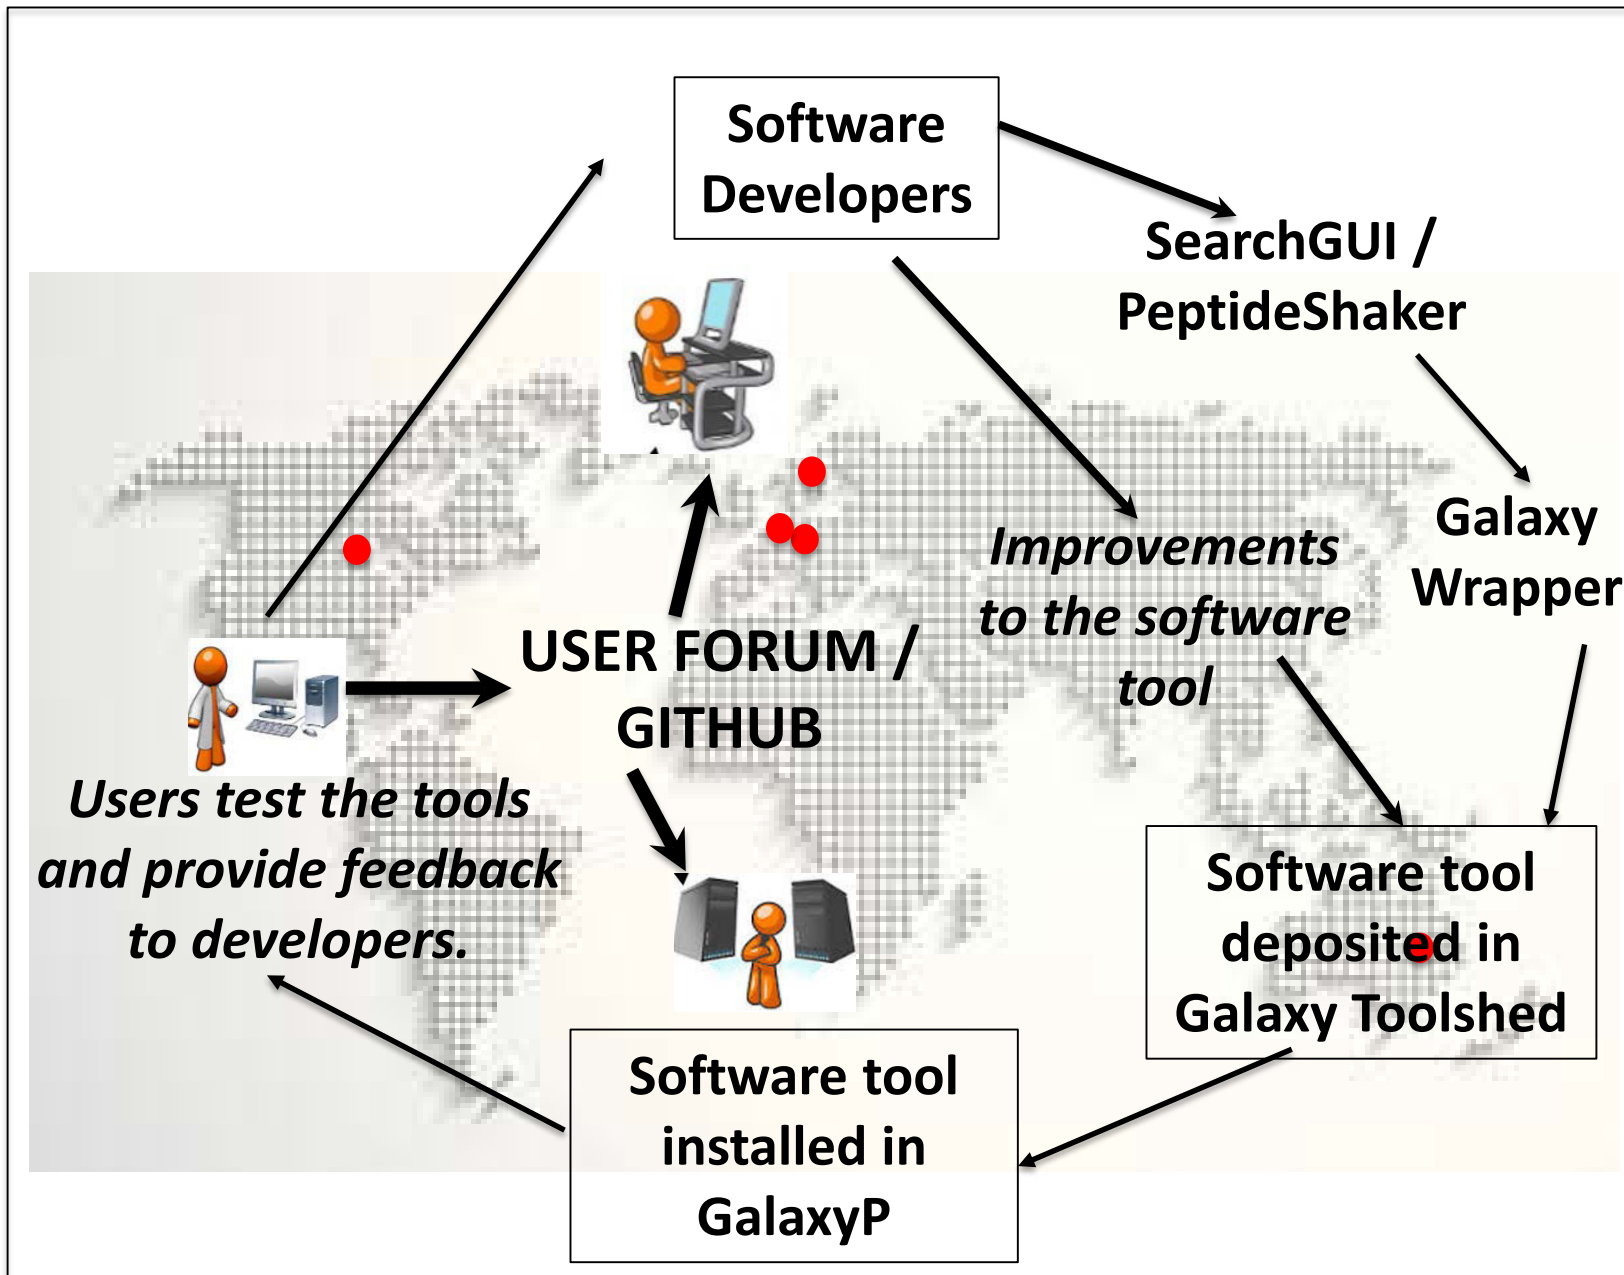 Software
Developers
SearchGUI /
PeptideShaker
Galaxy
Wrapper
Improvements
to the software
tool
USER FORUM /
GITHUB
Users test the tools
and provide feedback
to developers.
Software tool
deposited in
Galaxy Toolshed
Software tool
installed in
GalaxyP